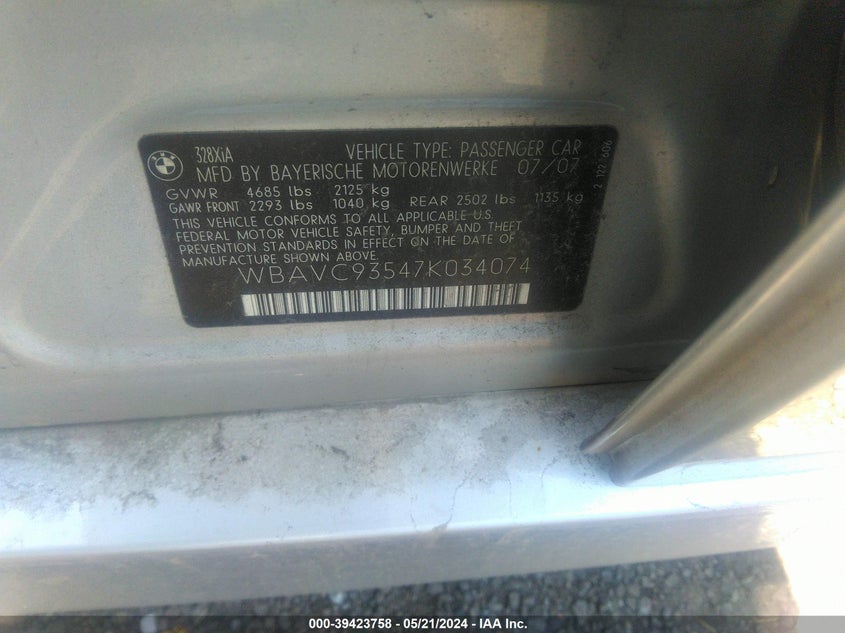 BMW
328XiA VEHICLE TYPE: PASSENGER CAR
MFD BY BAYERISCHE MOTORENWERKE 07/07
GVWR 4685 lbs 2125 kg
GAWR FRONT 2293 lbs 1040 kg REAR 2502 lbs 1135 kg
THIS VEHICLE CONFORMS TO ALL APPLICABLE U.S.
FEDERAL MOTOR VEHICLE SAFETY, BUMPER AND THEFT
PREVENTION STANDARDS IN EFFECT ON THE DATE OF
MANUFACTURE SHOWN ABOVE.
WBAVC93547K034074
000-39423758 - 05/21/2024 - IAA Inc.